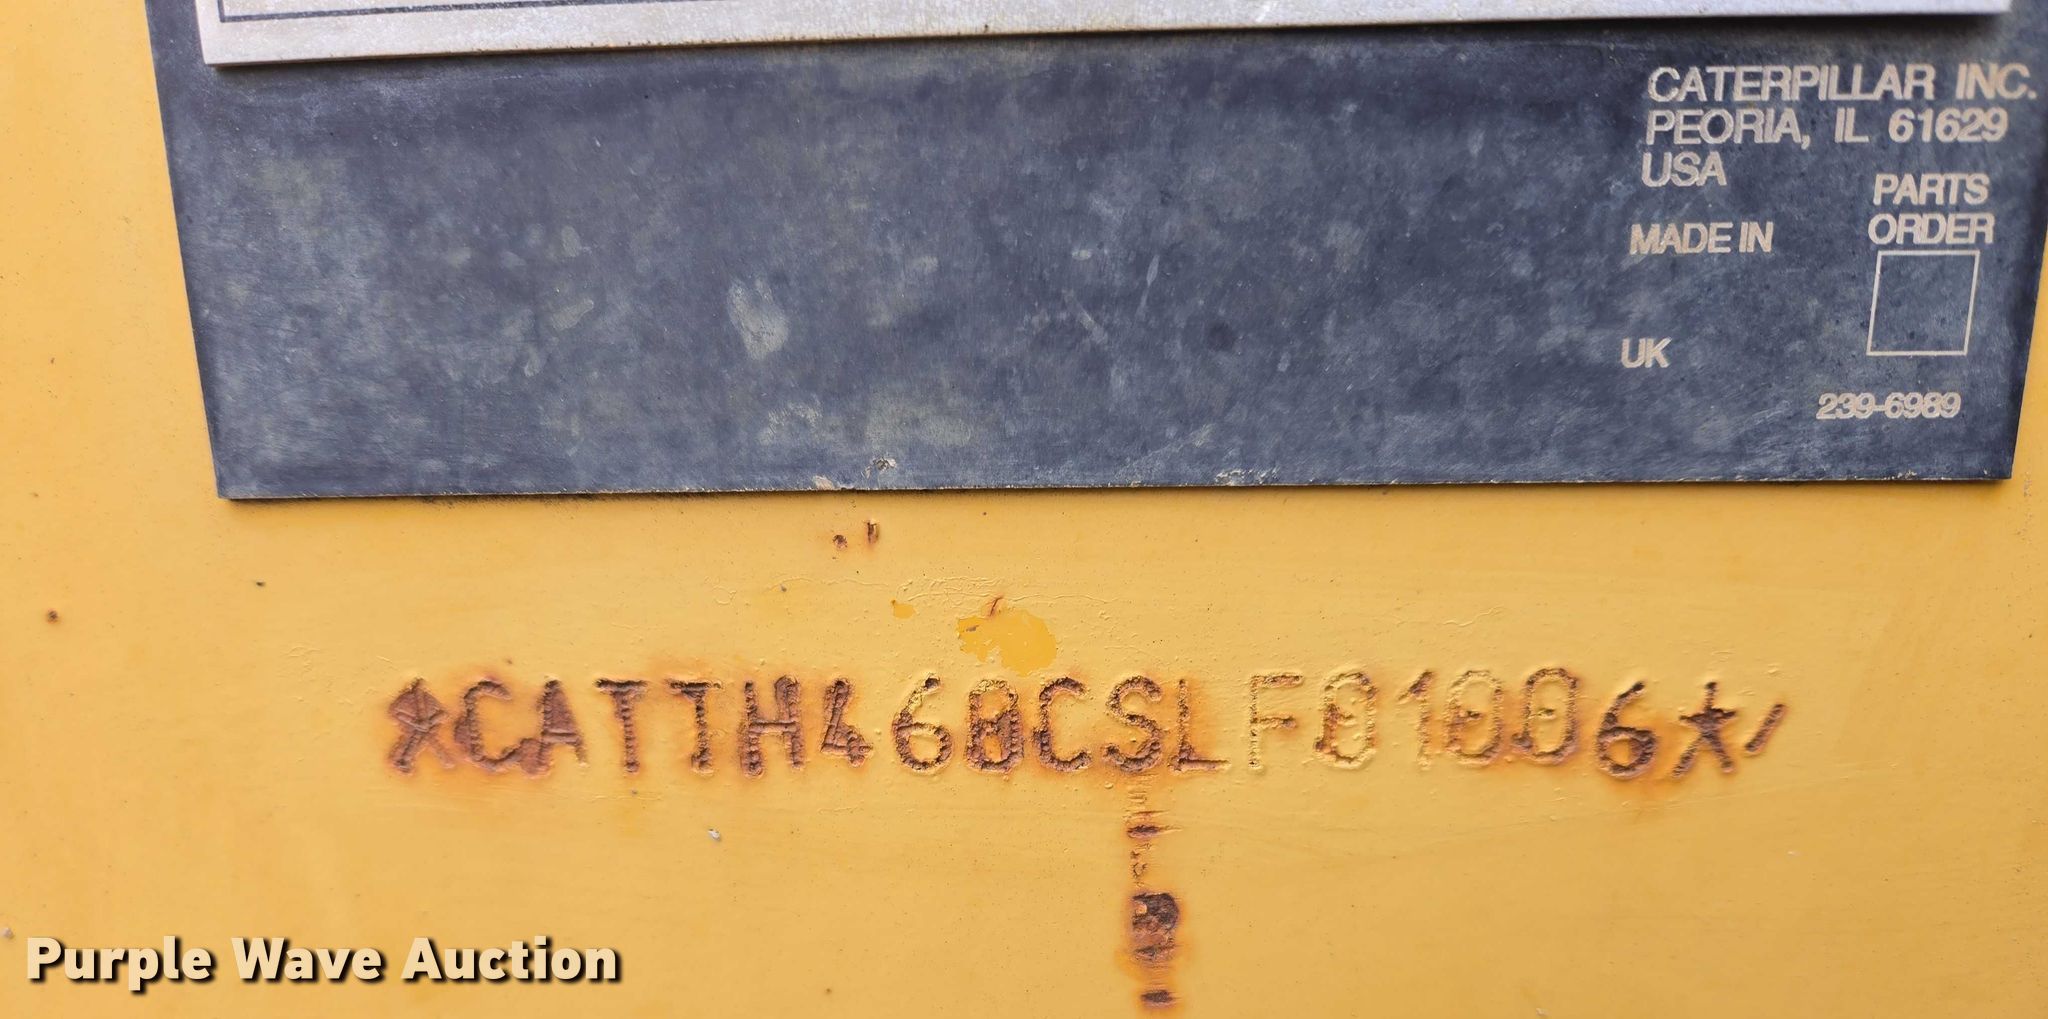 CATERPILLAR INC.
PEORIA, IL 61629
USA
PARTS
ORDER
MADE IN
UK
239-6989
*CATTH460CSLF01006*
Purple Wave Auction